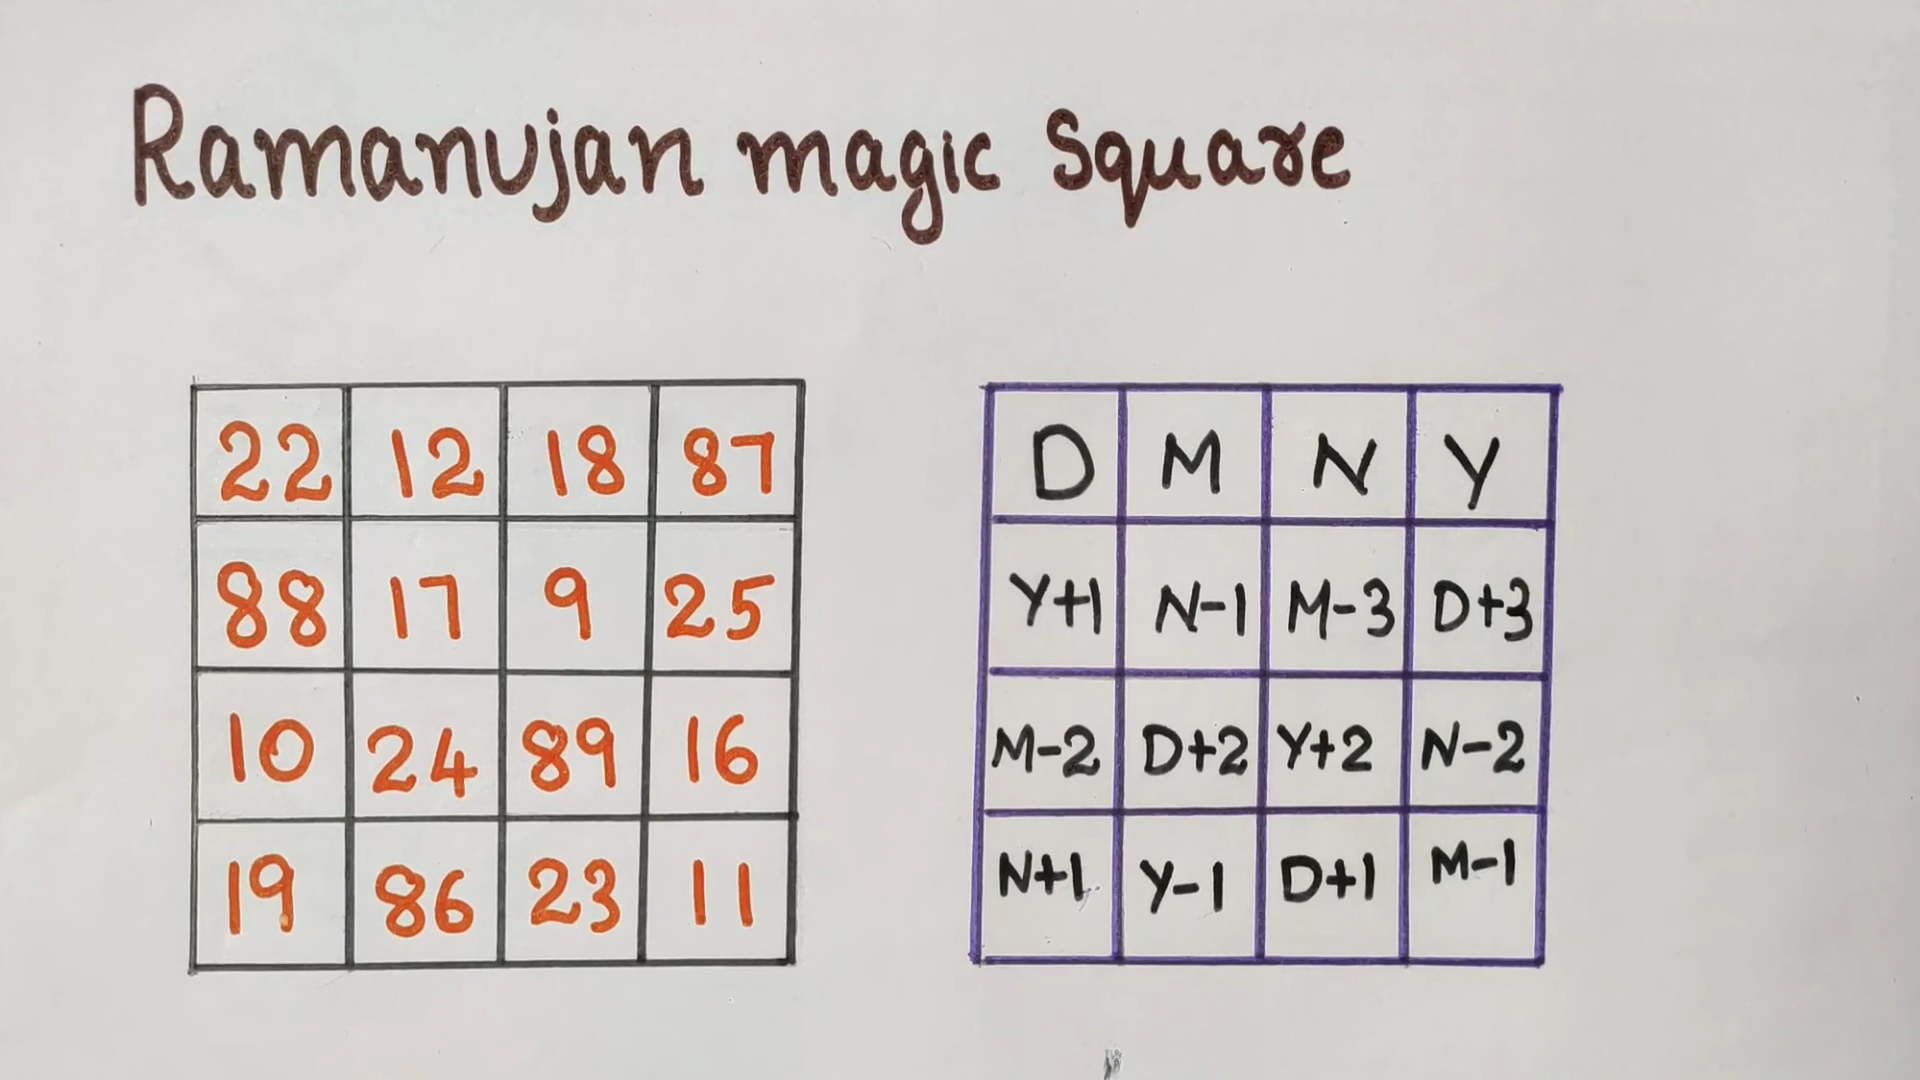 Ramanujan magic Square
22 12 18 87 D M N Y
88 17 9 25 Y+1 N-1 M-3 D+3
10 24 89 16 M-2 D+2 Y+2 N-2
19 86 23 11 N+1 Y-1 D+1 M-1